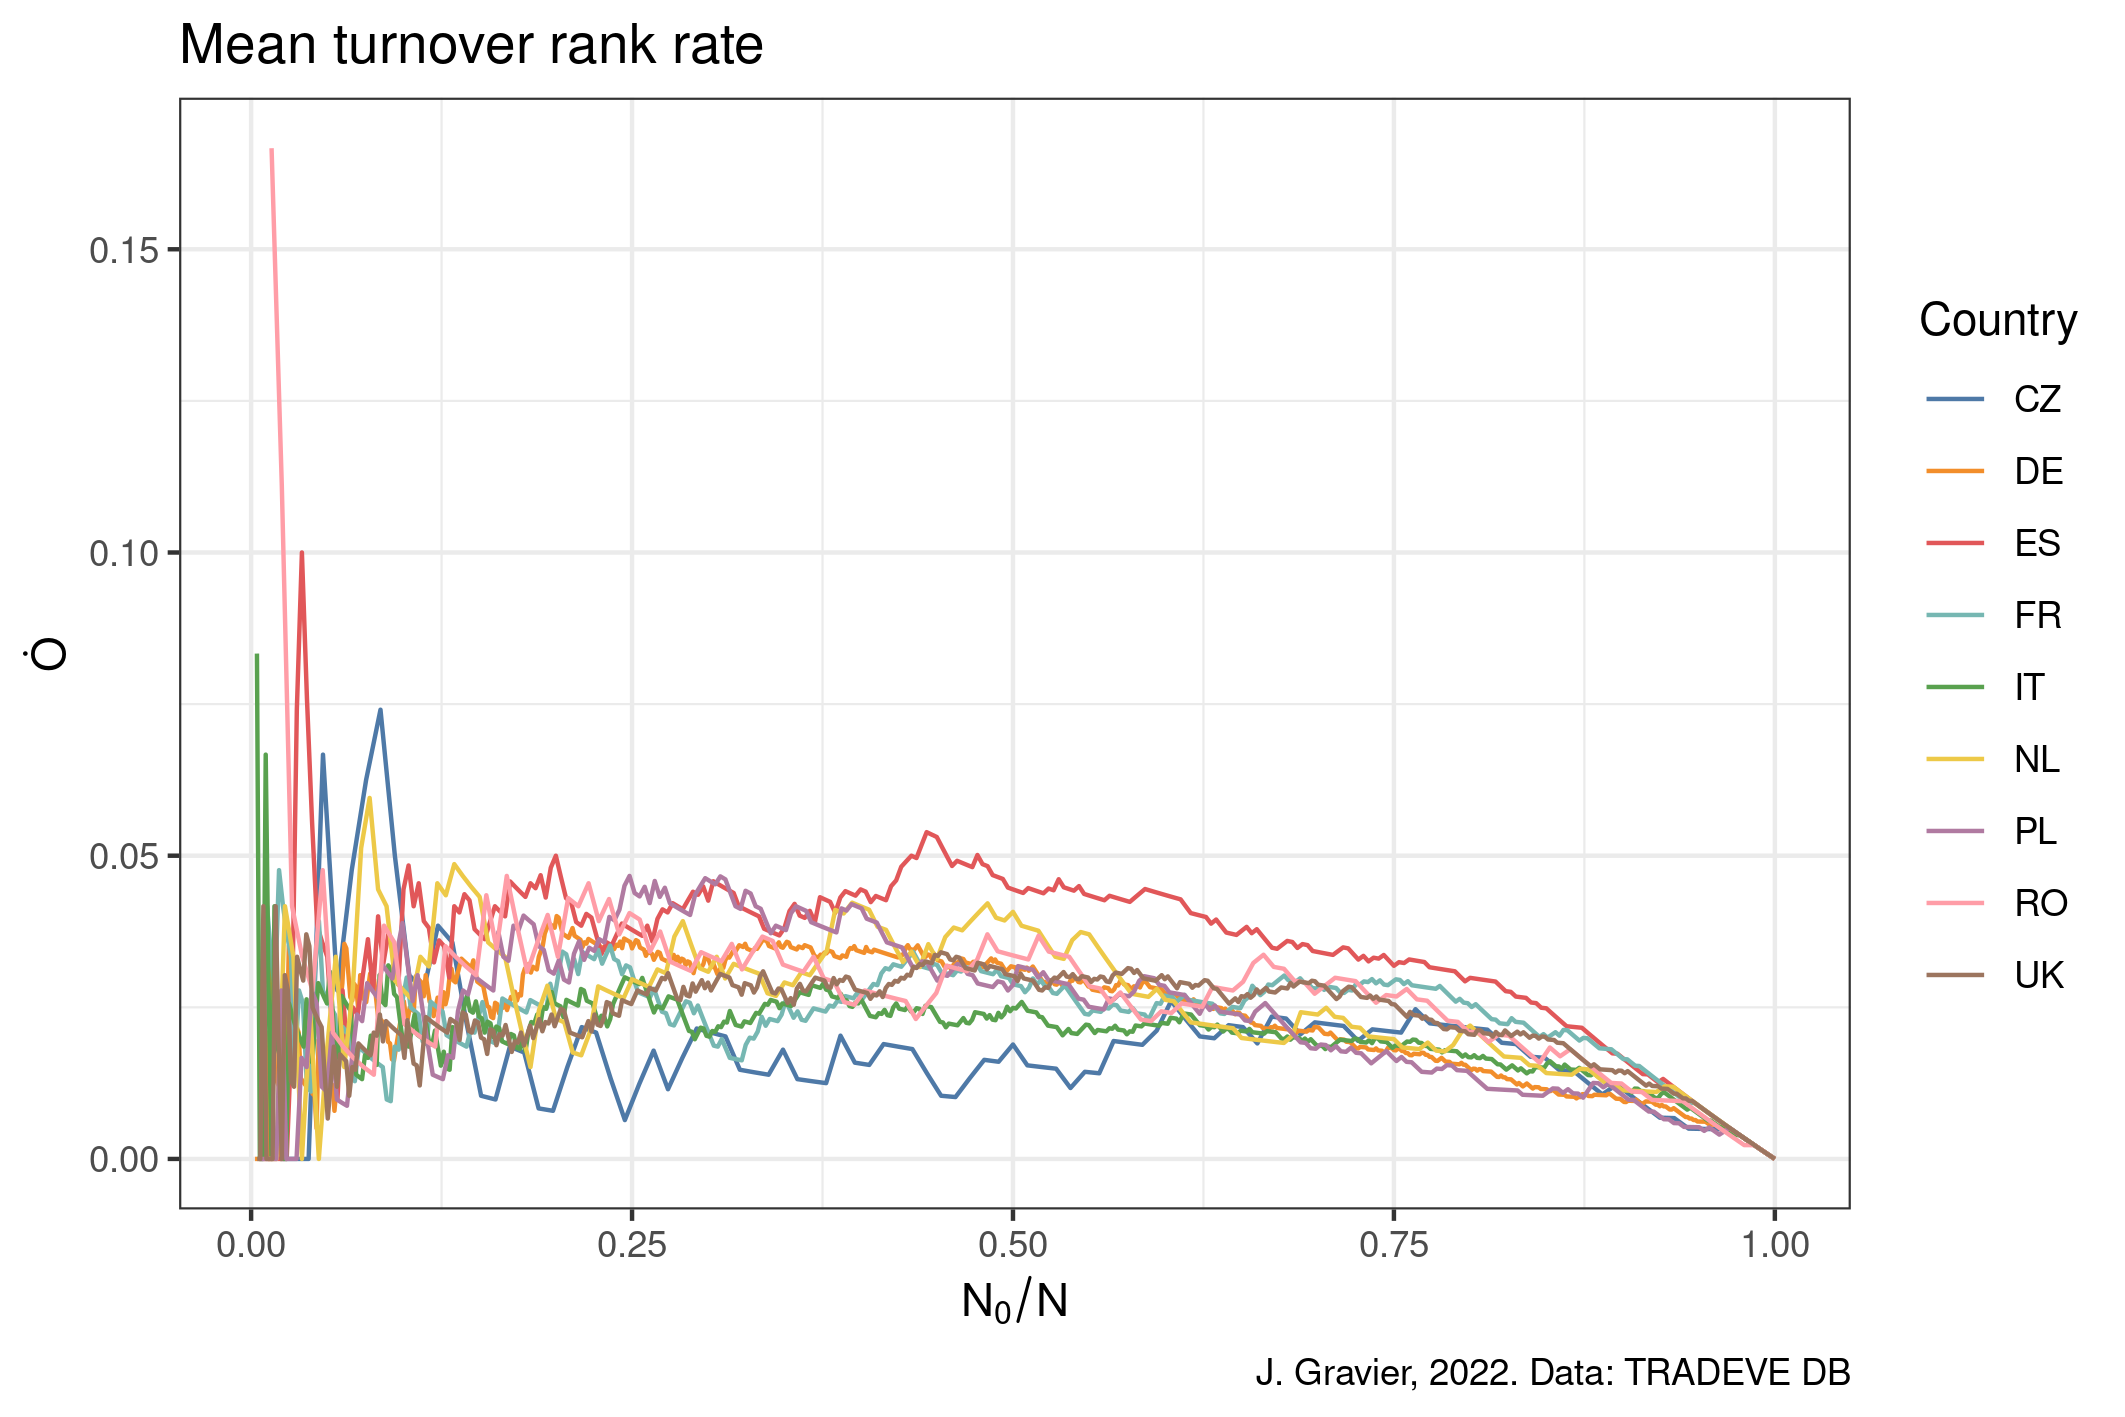 Mean turnover rank rate
0.15
0.10
0.05
0.00
Ȯ
0.00 0.25 0.50 0.75 1.00
N₀/N
Country
CZ
DE
ES
FR
IT
NL
PL
RO
UK
J. Gravier, 2022. Data: TRADEVE DB